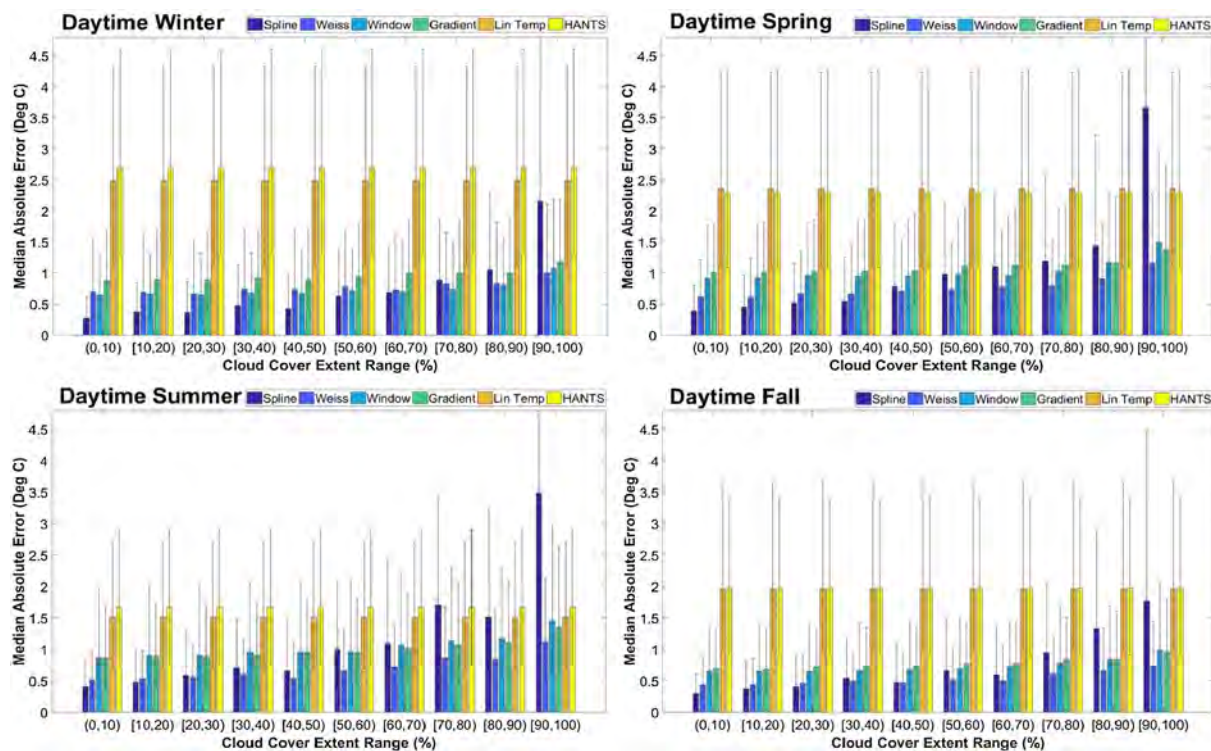 Daytime Winter
Spline Weiss Window Gradient Lin Temp HANTS
Median Absolute Error (Deg C)
4.5
4
3.5
3
2.5
2
1.5
1
0.5
0
(0,10) [10,20) [20,30) [30,40) [40,50) [50,60) [60,70) [70,80) [80,90) [90,100)
Cloud Cover Extent Range (%)
Daytime Spring
Spline Weiss Window Gradient Lin Temp HANTS
Median Absolute Error (Deg C)
4.5
4
3.5
3
2.5
2
1.5
1
0.5
0
(0,10) [10,20) [20,30) [30,40) [40,50) [50,60) [60,70) [70,80) [80,90) [90,100)
Cloud Cover Extent Range (%)
Daytime Summer
Spline Weiss Window Gradient Lin Temp HANTS
Median Absolute Error (Deg C)
4.5
4
3.5
3
2.5
2
1.5
1
0.5
0
(0,10) [10,20) [20,30) [30,40) [40,50) [50,60) [60,70) [70,80) [80,90) [90,100)
Cloud Cover Extent Range (%)
Daytime Fall
Spline Weiss Window Gradient Lin Temp HANTS
Median Absolute Error (Deg C)
4.5
4
3.5
3
2.5
2
1.5
1
0.5
0
(0,10) [10,20) [20,30) [30,40) [40,50) [50,60) [60,70) [70,80) [80,90) [90,100)
Cloud Cover Extent Range (%)